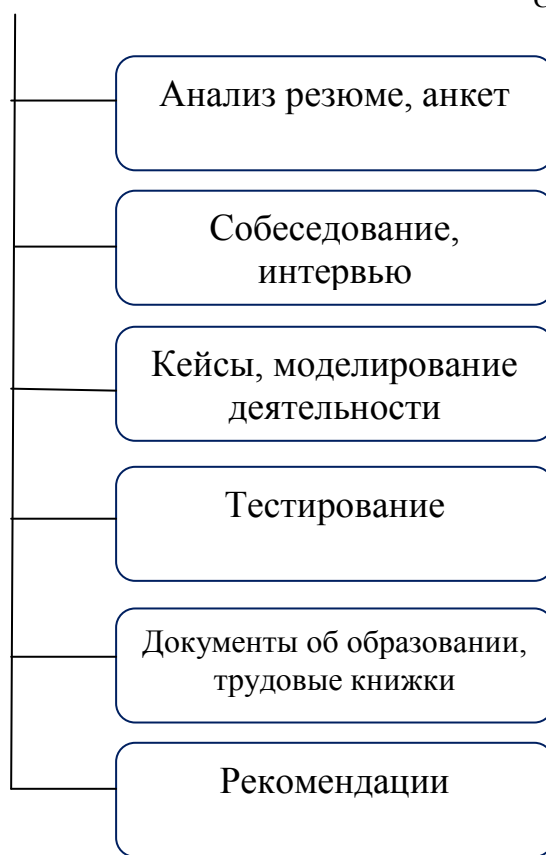 Анализ резюме, анкет
Собеседование,
интервью
Кейсы, моделирование
деятельности
Тестирование
Документы об образовании,
трудовые книжки
Рекомендации